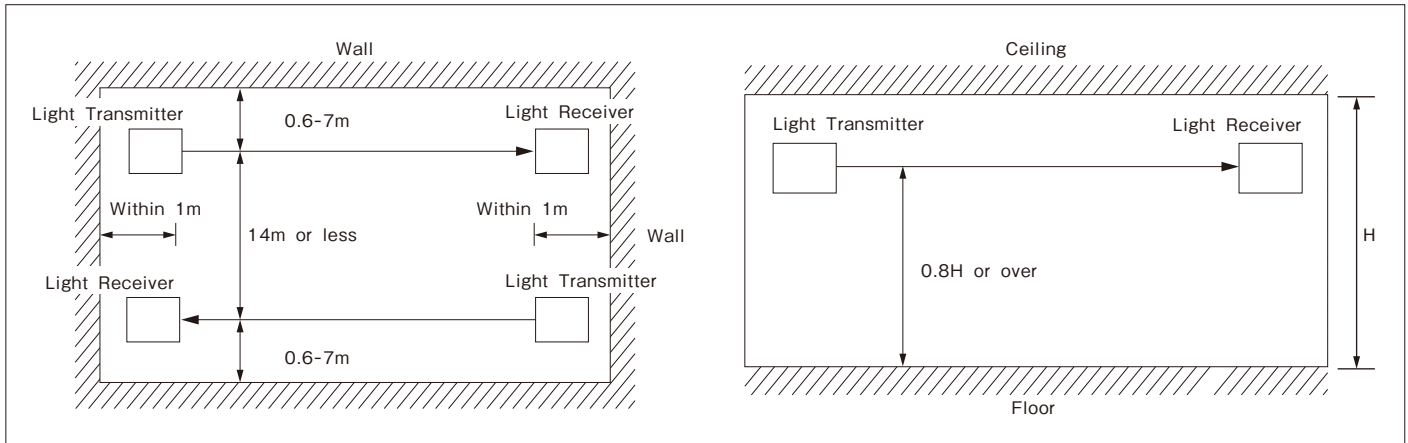 Wall
Light Transmitter
0.6-7m
Light Receiver
Within 1m
14m or less
Within 1m
Wall
Light Receiver
Light Transmitter
0.6-7m
Ceiling
Light Transmitter
Light Receiver
0.8H or over
H
Floor